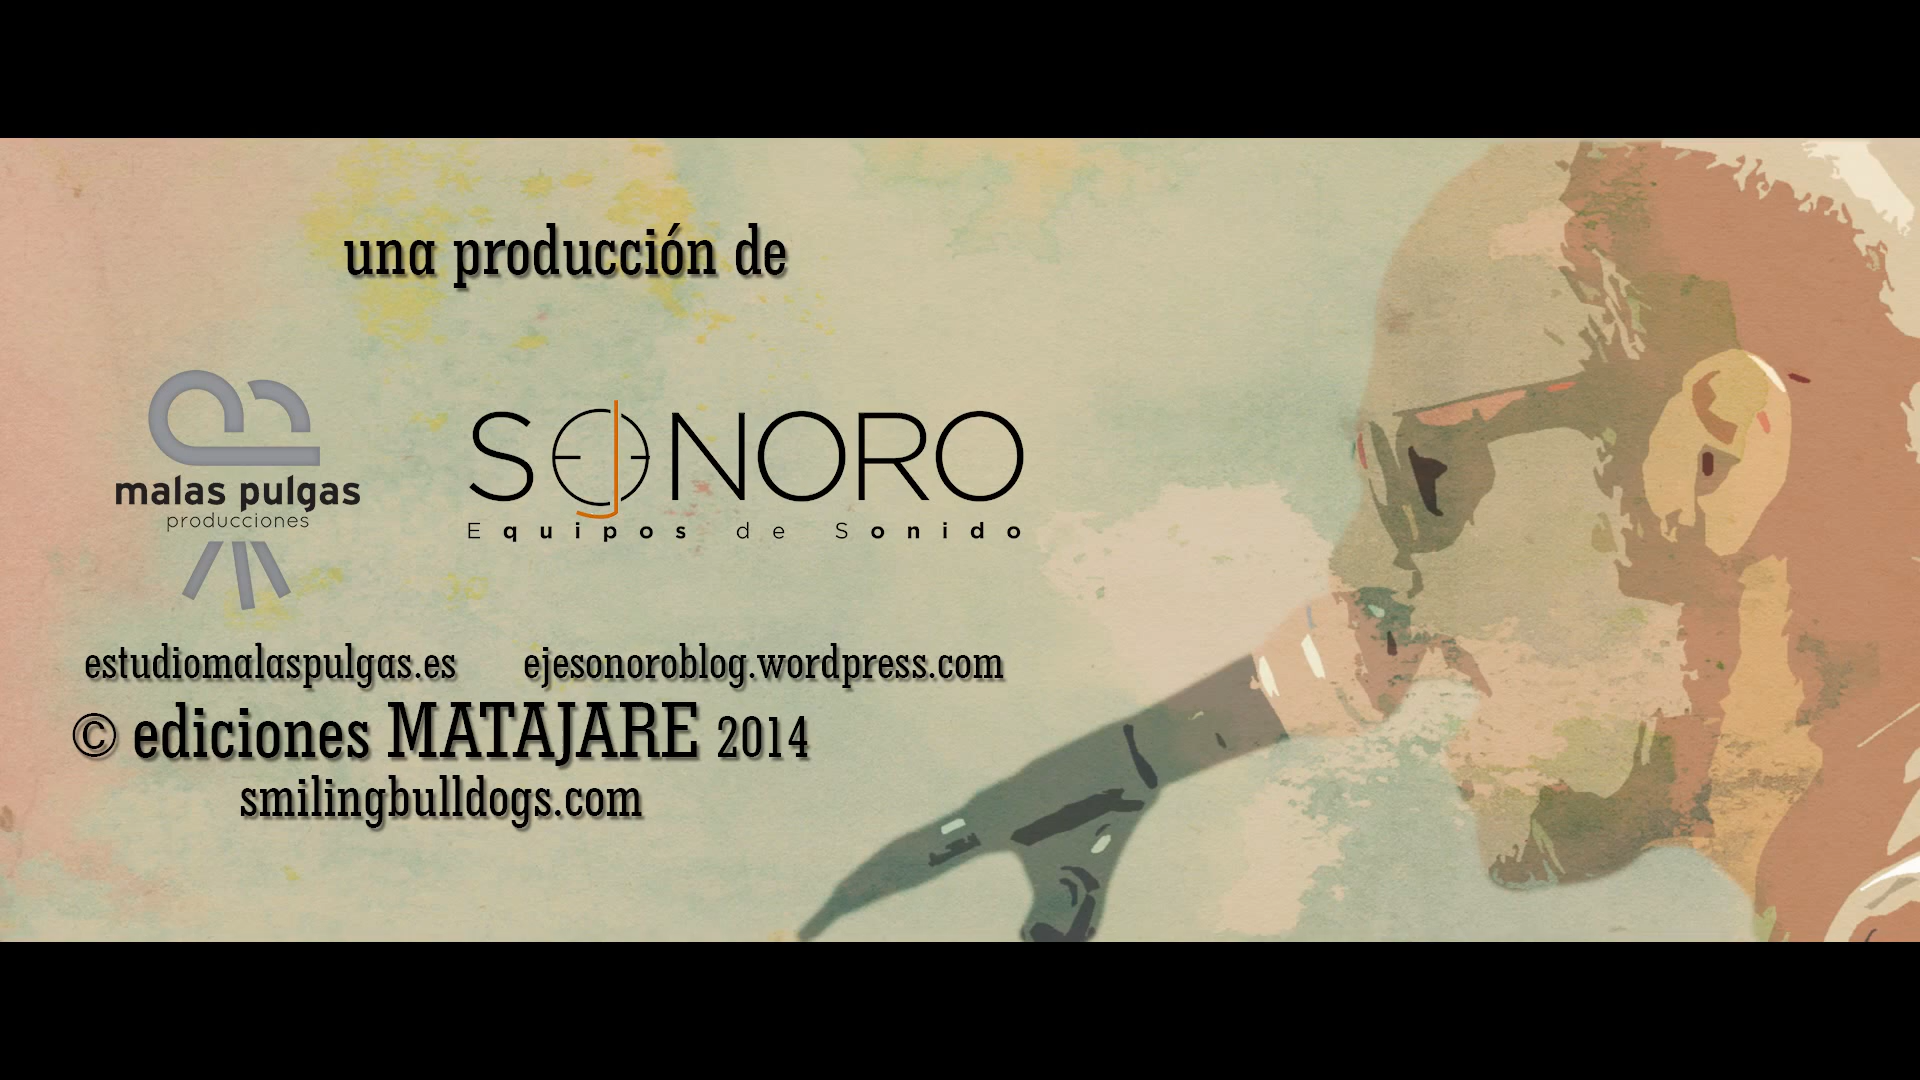 una producción de
malas pulgas
producciones
SJNORO
Equipos de Sonido
estudiomalaspulgas.es
ejesonoroblog.wordpress.com
© ediciones MATAJARE 2014
smilingbulldogs.com